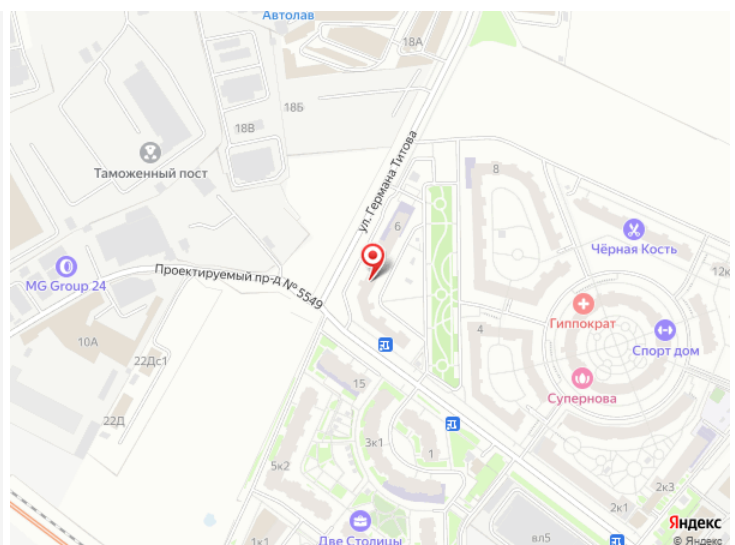 Автолав
18А
18Б
18В
Таможенный пост
ул. Германа Титова
8
6
Чёрная Кость
12к
Проектируемый пр-д № 5549
MG Group 24
Гиппократ
4
Спорт дом
10А
22Дс1
15
Супернова
22Д
3к1
1
5к2
2к3
2к1
Две Столицы
1к1
вл5
Яндекс
© Яндекс